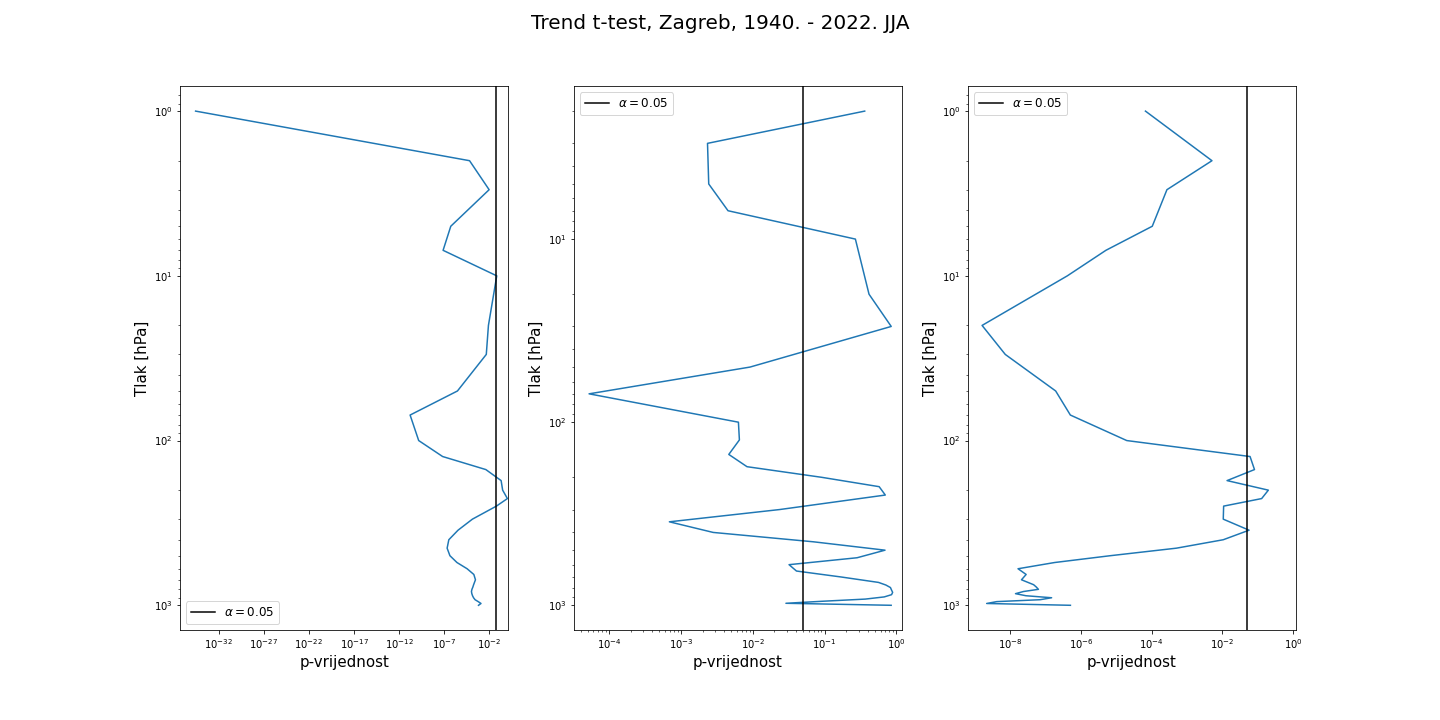 Trend t-test, Zagreb, 1940. - 2022. JJA
Tlak [hPa]
10⁰
10¹
10²
10³
α = 0.05
10⁻³² 10⁻²⁷ 10⁻²² 10⁻¹⁷ 10⁻¹² 10⁻⁷ 10⁻²
p-vrijednost
Tlak [hPa]
α = 0.05
10¹
10²
10³
10⁻⁴ 10⁻³ 10⁻² 10⁻¹ 10⁰
p-vrijednost
Tlak [hPa]
α = 0.05
10⁰
10¹
10²
10³
10⁻⁸ 10⁻⁶ 10⁻⁴ 10⁻² 10⁰
p-vrijednost